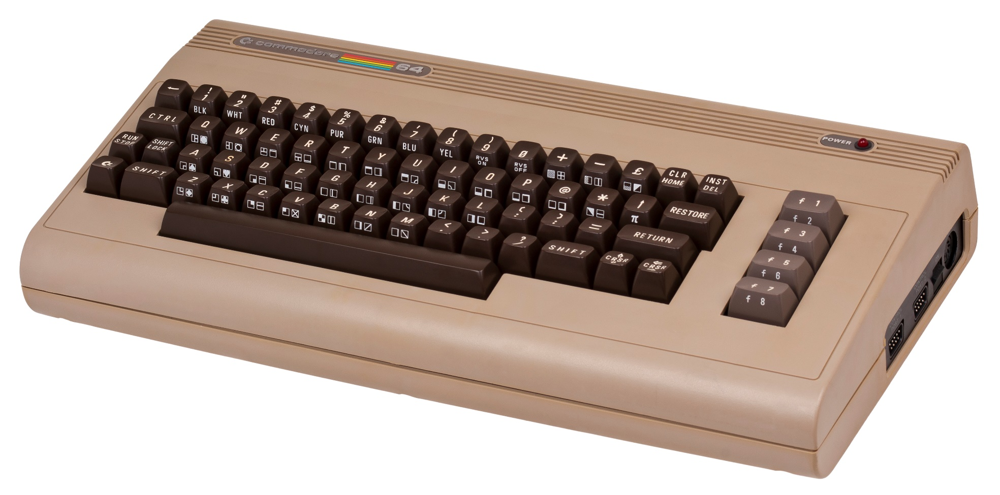 commodore 64
POWER
←
! 1 BLK
" 2 WHT
# 3 RED
$ 4 CYN
% 5 PUR
& 6 GRN
' 7 BLU
( 8 YEL
) 9 RVS ON
0 RVS OFF
+
-
£
CLR HOME
INST DEL
CTRL
Q
W
E
R
T
Y
U
I
O
P
@
*
↑ π
RESTORE
RUN STOP
SHIFT LOCK
A
S
D
F
G
H
J
K
L
=
RETURN
C=
SHIFT
Z
X
C
V
B
N
M
<
>
?
SHIFT
↑ CRSR ↓
← CRSR →
f 1
f 2
f 3
f 4
f 5
f 6
f 7
f 8